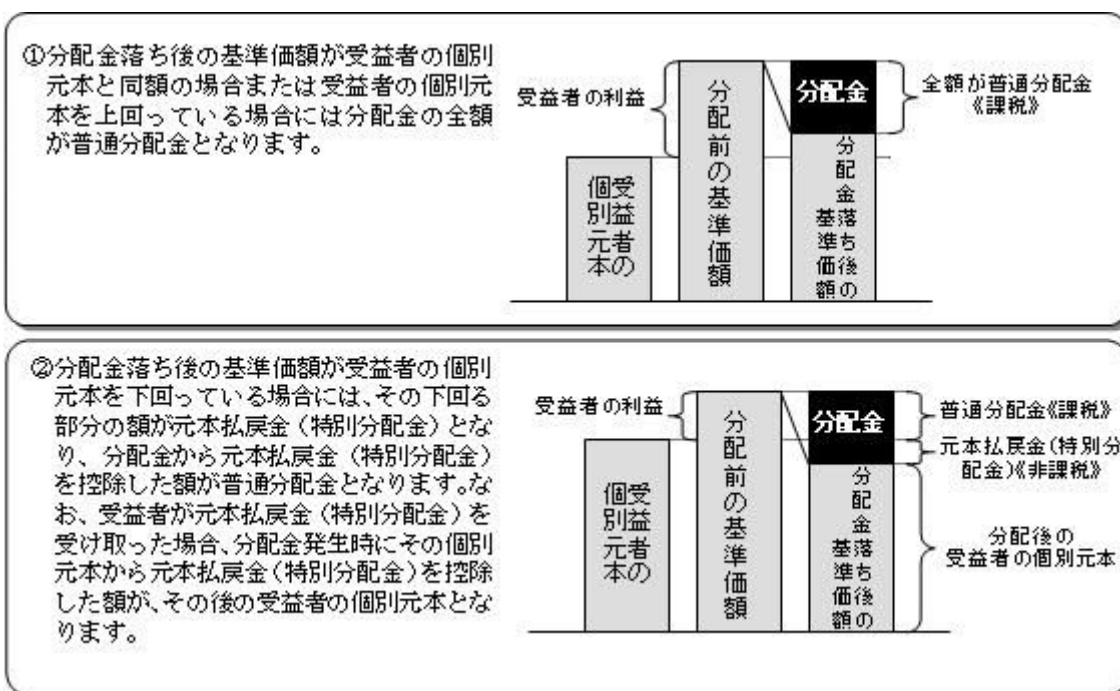 ①分配金落ち後の基準価額が受益者の個別
元本と同額の場合または受益者の個別元
本を上回っている場合には分配金の全額
が普通分配金となります。
受益者の利益
受益者の
個別元本
分配前の基準価額
分配金
分配金落ち後の
基準価額
全額が普通分配金
《課税》
②分配金落ち後の基準価額が受益者の個別
元本を下回っている場合には、その下回る
部分の額が元本払戻金(特別分配金)とな
り、分配金から元本払戻金(特別分配金)
を控除した額が普通分配金となります。な
お、受益者が元本払戻金(特別分配金)を
受け取った場合、分配金発生時にその個別
元本から元本払戻金(特別分配金)を控除
した額が、その後の受益者の個別元本とな
ります。
受益者の利益
受益者の
個別元本
分配前の基準価額
分配金
分配金落ち後の
基準価額
普通分配金《課税》
元本払戻金(特別分
配金)《非課税》
分配後の
受益者の個別元本